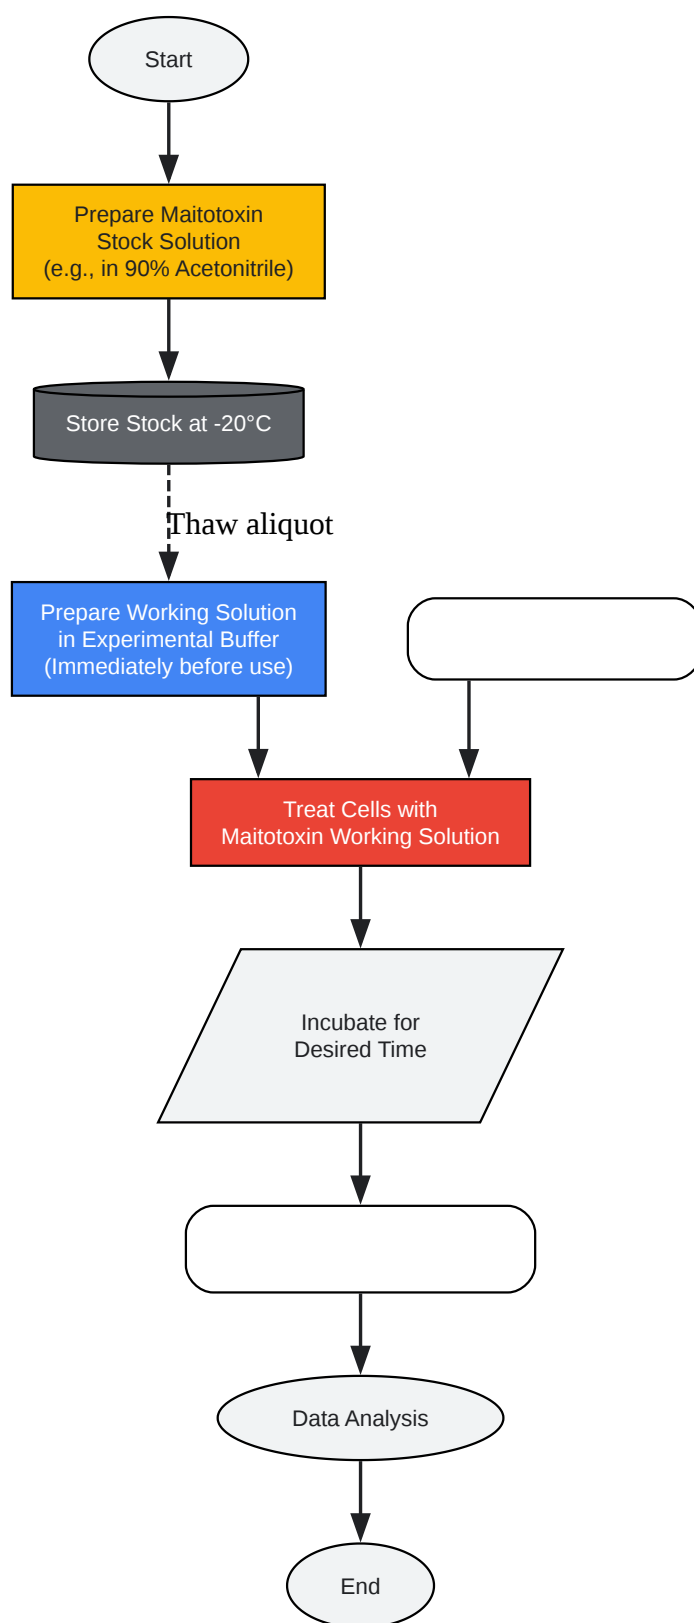 Start
Prepare Maitotoxin
Stock Solution
(e.g., in 90% Acetonitrile)
Store Stock at -20°C
Thaw aliquot
Prepare Working Solution
in Experimental Buffer
(Immediately before use)
Treat Cells with
Maitotoxin Working Solution
Incubate for
Desired Time
Data Analysis
End